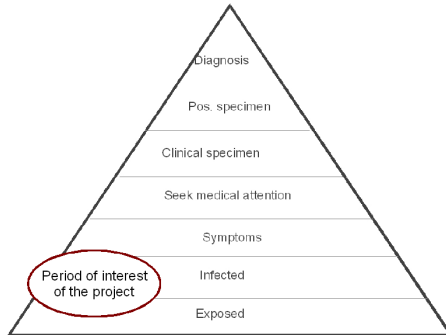 Diagnosis
Pos. specimen
Clinical specimen
Seek medical attention
Symptoms
Period of interest
of the project
Infected
Exposed